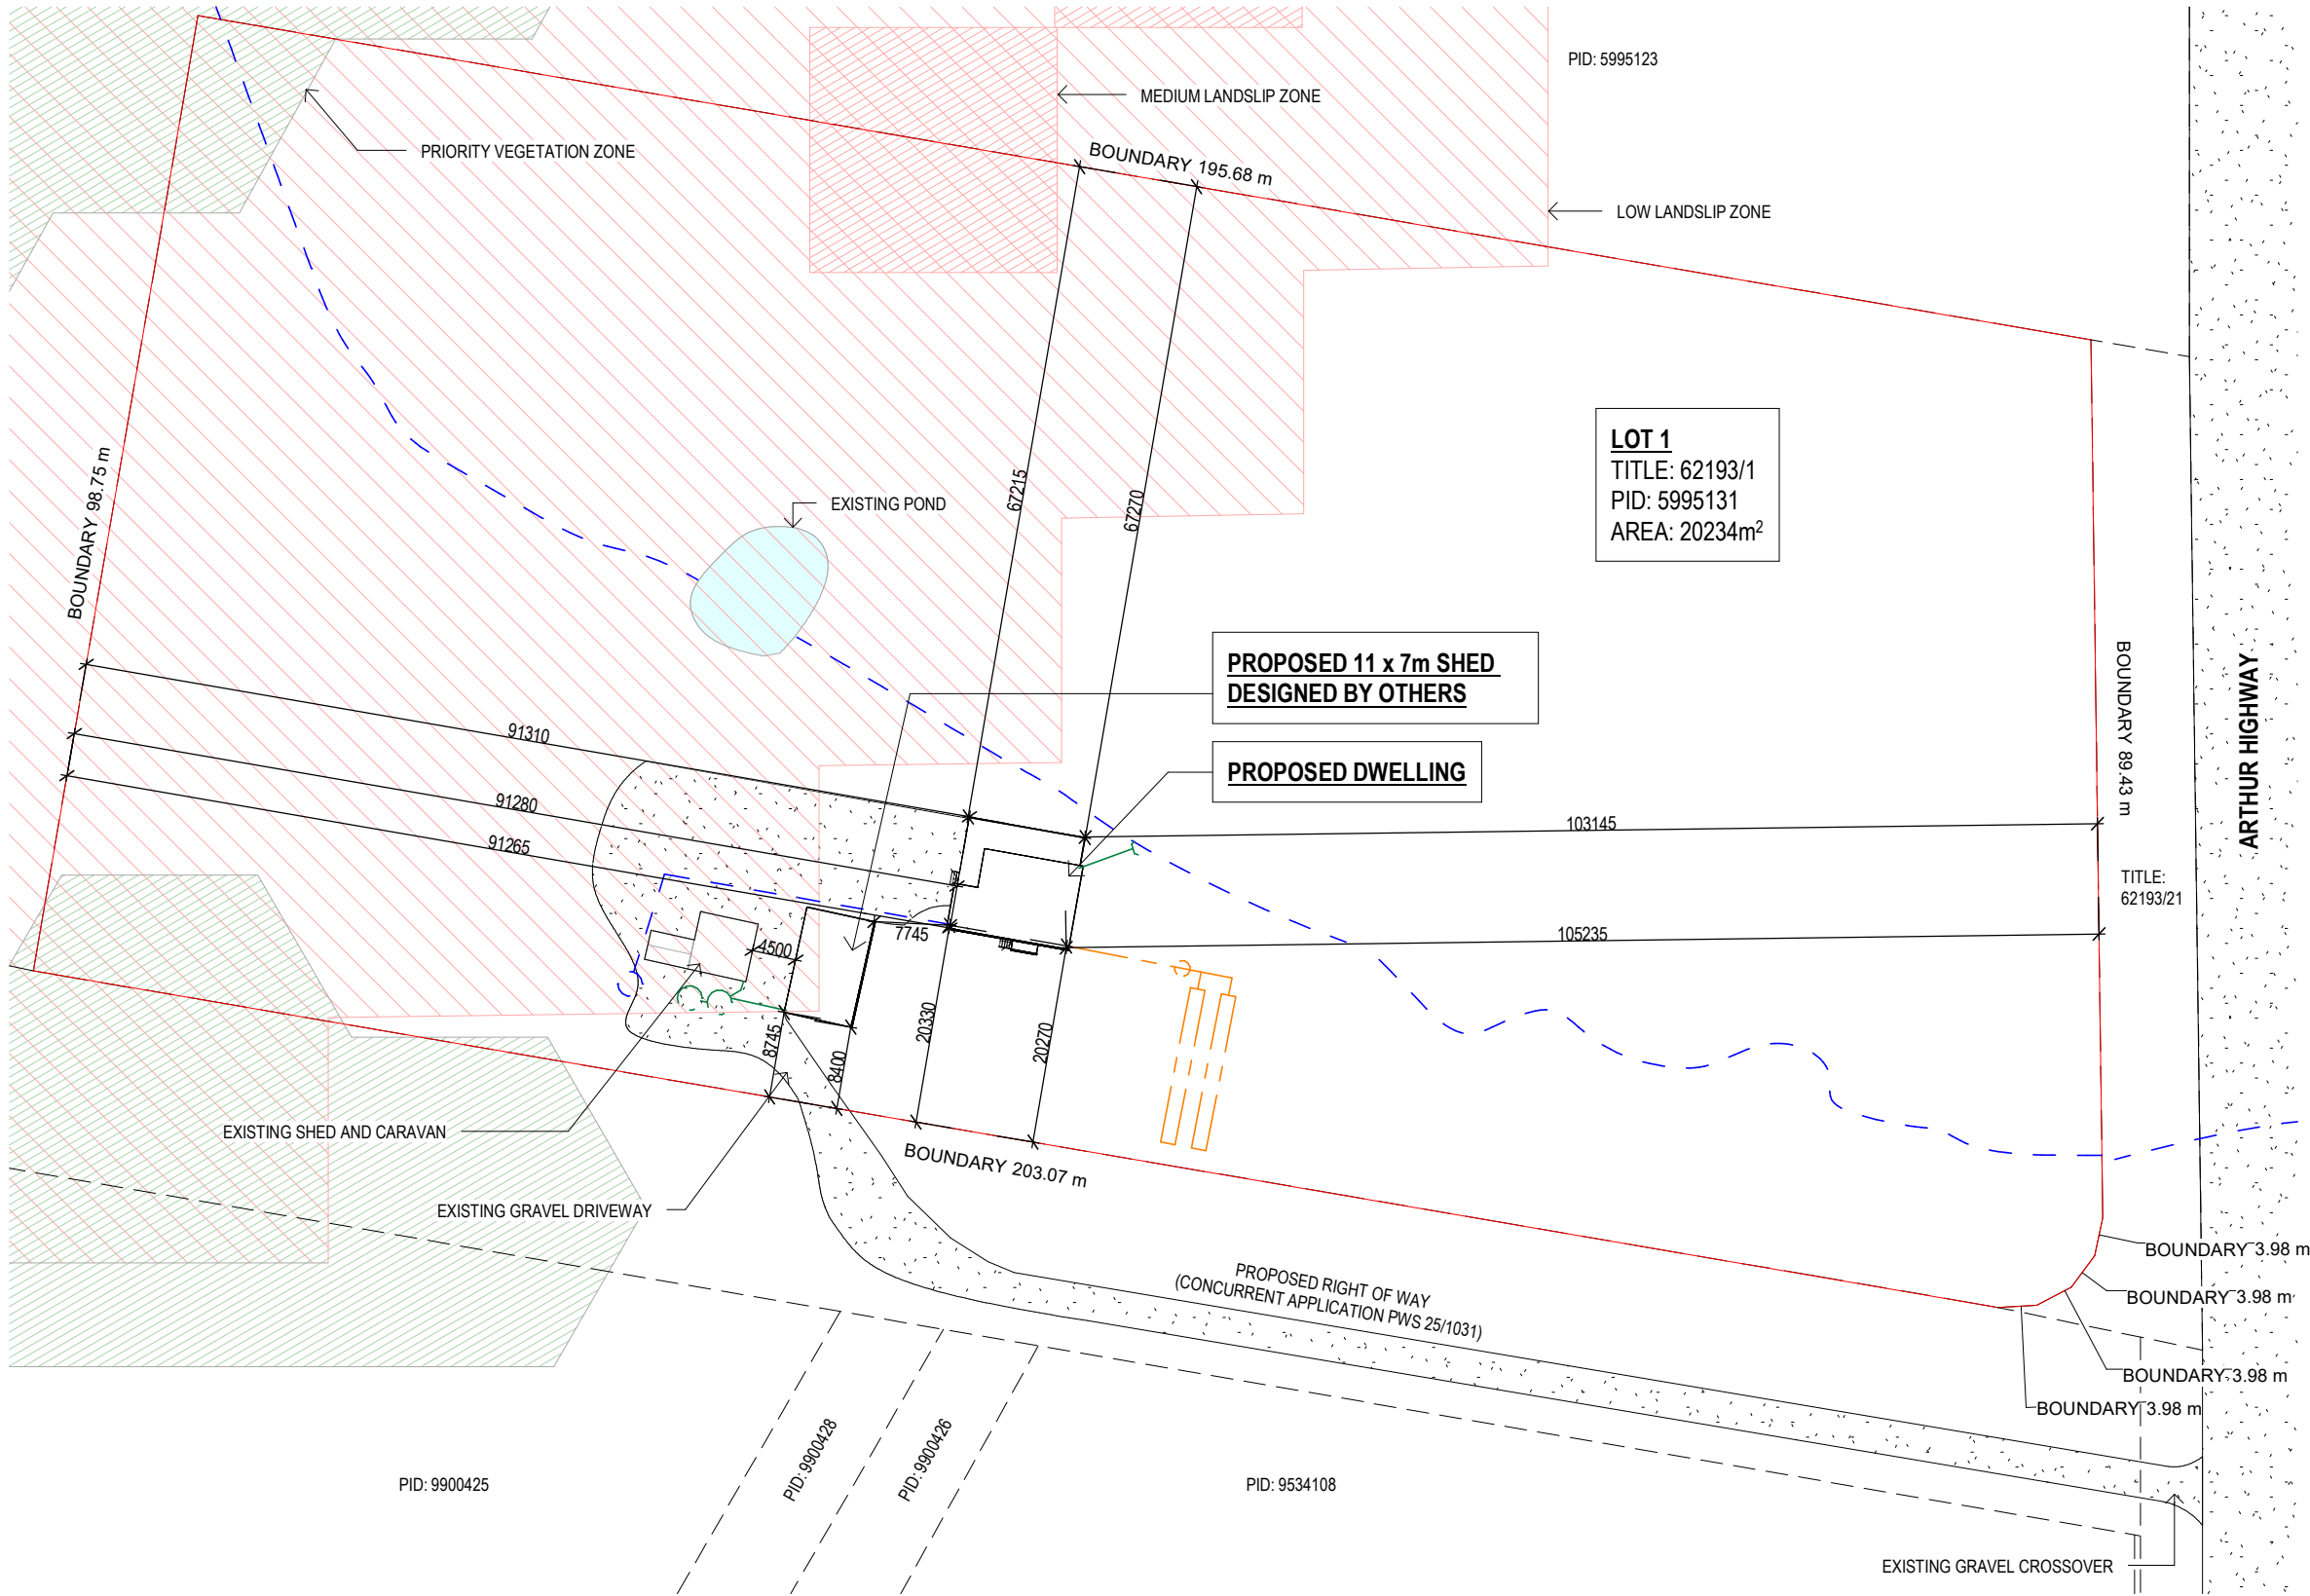 PID: 5995123
MEDIUM LANDSLIP ZONE
PRIORITY VEGETATION ZONE
BOUNDARY 195.68 m
LOW LANDSLIP ZONE
LOT 1
TITLE: 62193/1
PID: 5995131
AREA: 20234m²
BOUNDARY 98.75 m
EXISTING POND
67215
67270
PROPOSED 11 x 7m SHED
DESIGNED BY OTHERS
PROPOSED DWELLING
BOUNDARY 89.43 m
ARTHUR HIGHWAY
91310
91280
91265
103145
TITLE:
62193/21
7745
4500
105235
20330
20270
8745
8400
EXISTING SHED AND CARAVAN
BOUNDARY 203.07 m
EXISTING GRAVEL DRIVEWAY
PROPOSED RIGHT OF WAY
(CONCURRENT APPLICATION PWS 25/1031)
BOUNDARY 3.98 m
BOUNDARY 3.98 m
BOUNDARY 3.98 m
BOUNDARY 3.98 m
PID: 9900425
PID: 9900428
PID: 9900426
PID: 9534108
EXISTING GRAVEL CROSSOVER